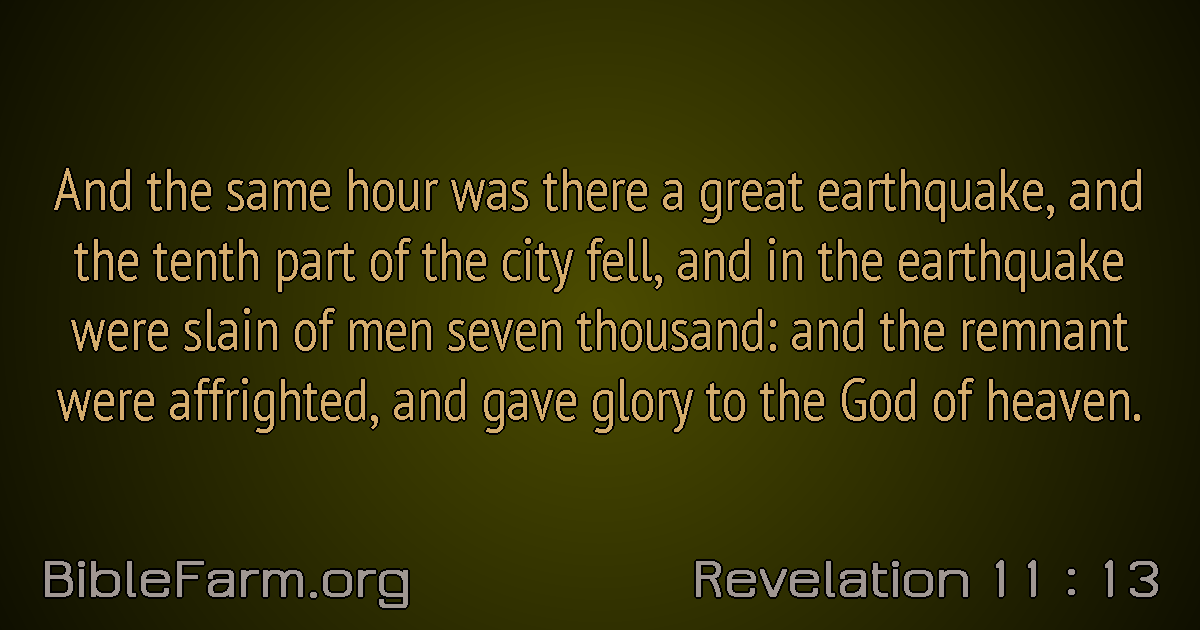 And the same hour was there a great earthquake, and
the tenth part of the city fell, and in the earthquake
were slain of men seven thousand: and the remnant
were affrighted, and gave glory to the God of heaven.
BibleFarm.org
Revelation 11 : 13